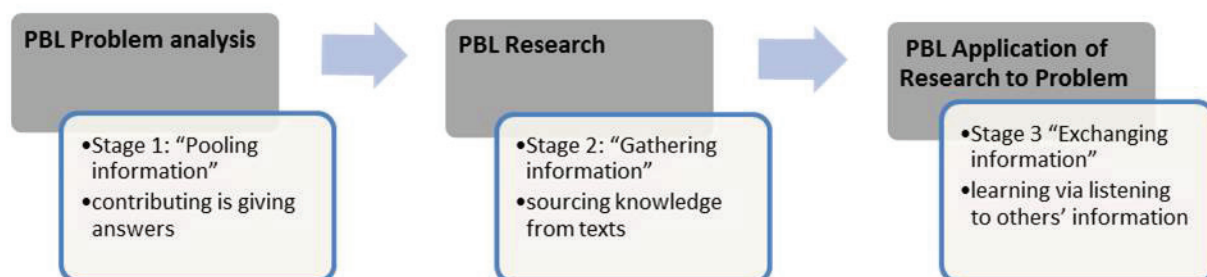 PBL Problem analysis
•Stage 1: “Pooling
information”
•contributing is giving
answers
PBL Research
•Stage 2: “Gathering
information”
•sourcing knowledge
from texts
PBL Application of
Research to Problem
•Stage 3 “Exchanging
information”
•learning via listening
to others’ information